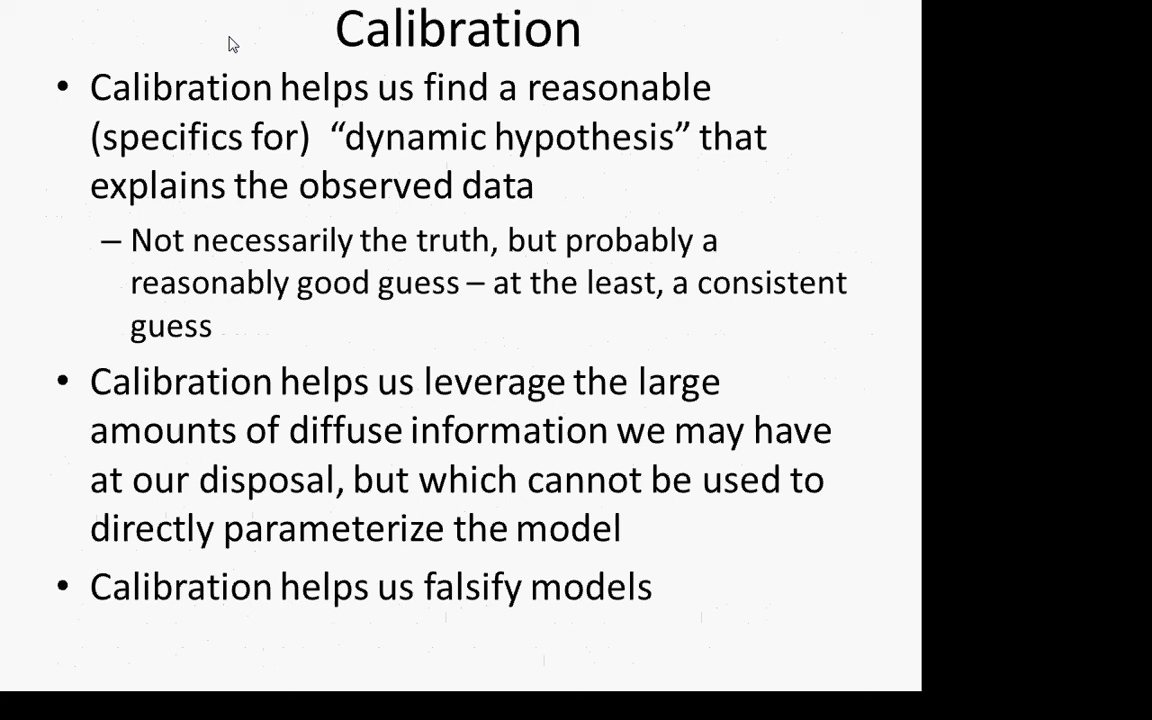 Calibration
• Calibration helps us find a reasonable
(specifics for) “dynamic hypothesis” that
explains the observed data
– Not necessarily the truth, but probably a
reasonably good guess – at the least, a consistent
guess
• Calibration helps us leverage the large
amounts of diffuse information we may have
at our disposal, but which cannot be used to
directly parameterize the model
• Calibration helps us falsify models